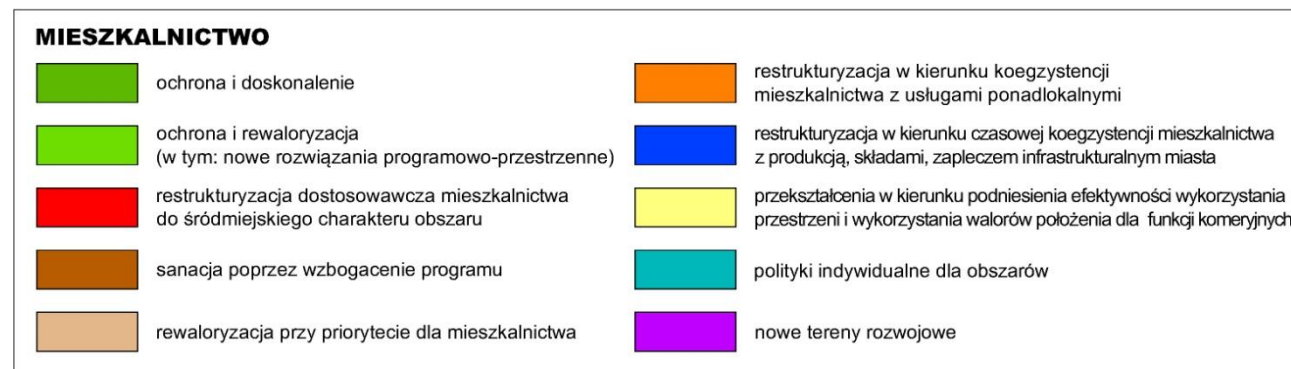 MIESZKALNICTWO
ochrona i doskonalenie
ochrona i rewaloryzacja
(w tym: nowe rozwiązania programowo-przestrzenne)
restrukturyzacja dostosowawcza mieszkalnictwa
do śródmiejskiego charakteru obszaru
sanacja poprzez wzbogacenie programu
rewaloryzacja przy priorytecie dla mieszkalnictwa
restrukturyzacja w kierunku koegzystencji
mieszkalnictwa z usługami ponadlokalnymi
restrukturyzacja w kierunku czasowej koegzystencji mieszkalnictwa
z produkcją, składami, zapleczem infrastrukturalnym miasta
przekształcenia w kierunku podniesienia efektywności wykorzystania
przestrzeni i wykorzystania walorów położenia dla funkcji komeryjnych
polityki indywidualne dla obszarów
nowe tereny rozwojowe